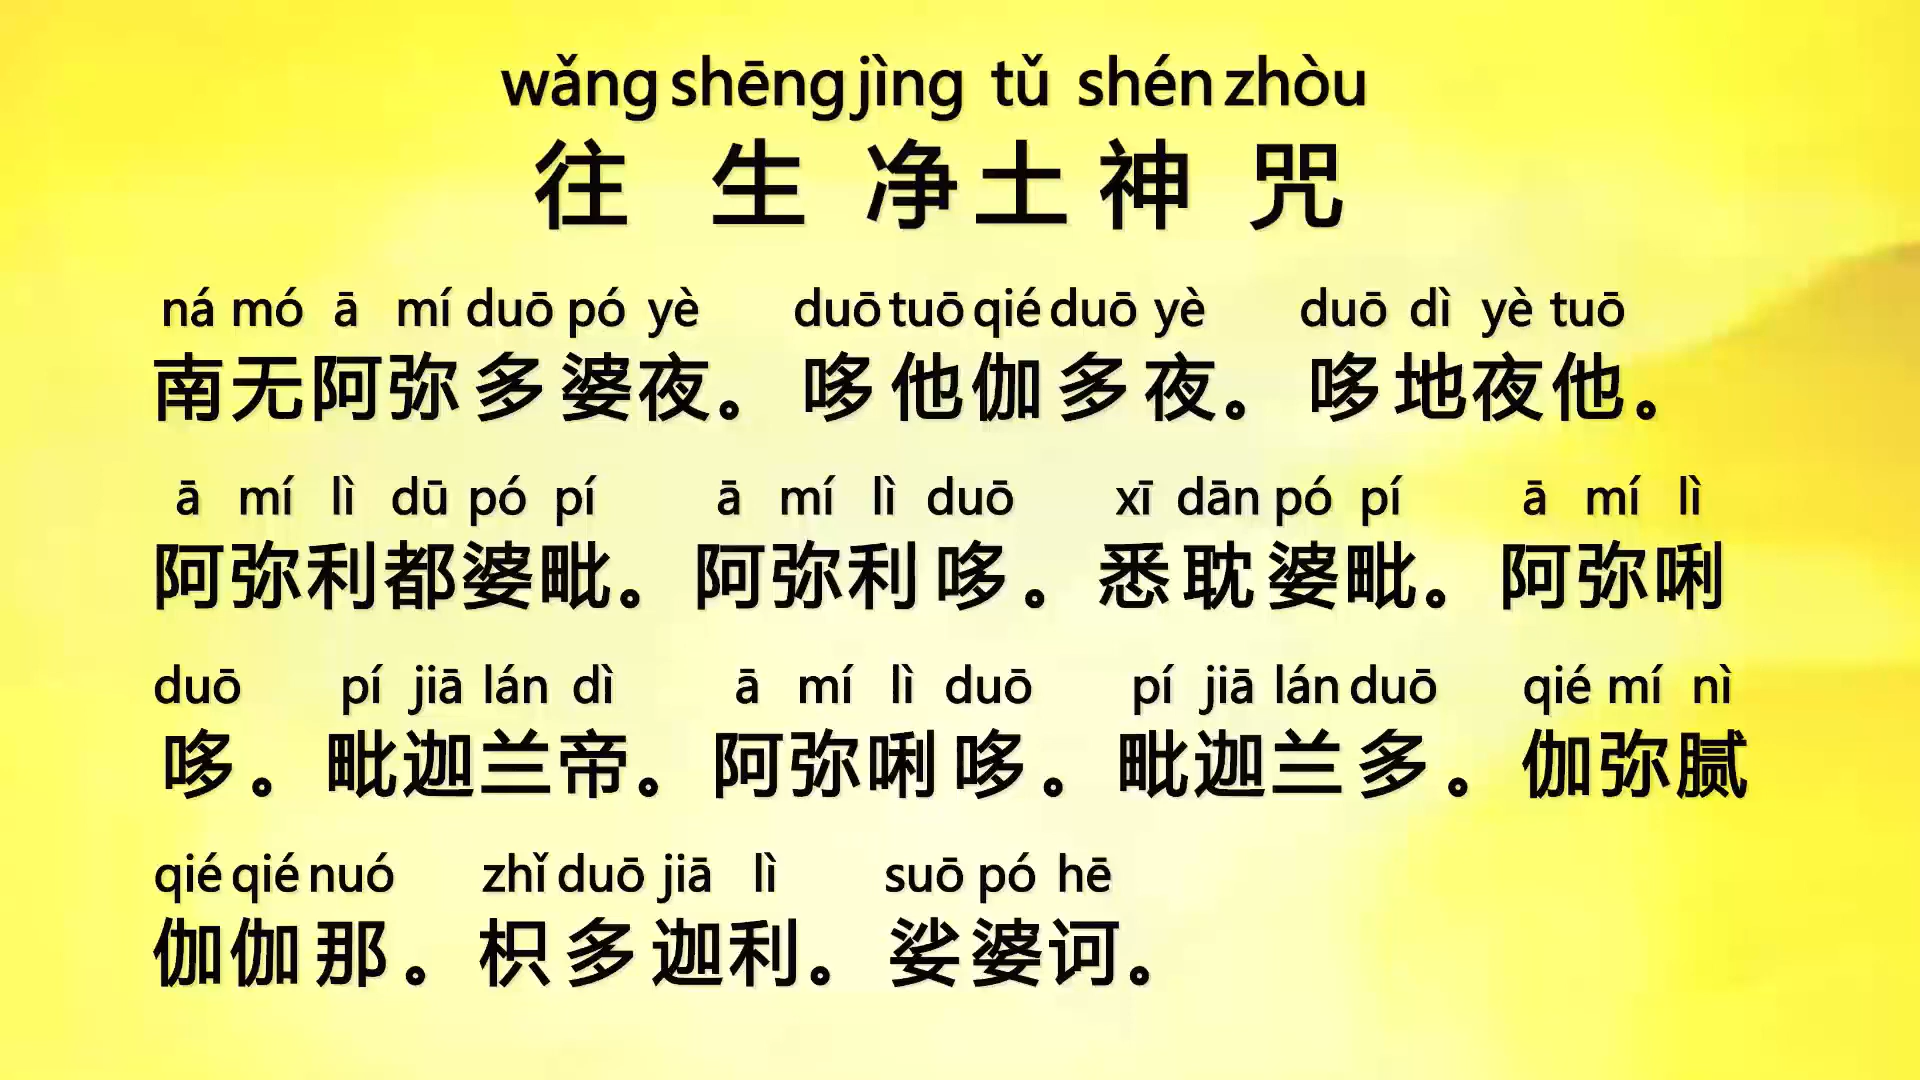 wǎng shēng jìng tǔ shén zhòu
往生净土神咒
ná mó ā mí duō pó yè duō tuō qié duō yè duō dì yè tuō
南无阿弥多婆夜。哆他伽多夜。哆地夜他。
ā mí lì dū pó pí ā mí lì duō xī dān pó pí ā mí lì
阿弥利都婆毗。阿弥利哆。悉耽婆毗。阿弥唎
duō pí jiā lán dì ā mí lì duō pí jiā lán duō qié mí nì
哆。毗迦兰帝。阿弥唎哆。毗迦兰多。伽弥腻
qié qié nuó zhǐ duō jiā lì suō pó hē
伽伽那。枳多迦利。娑婆诃。